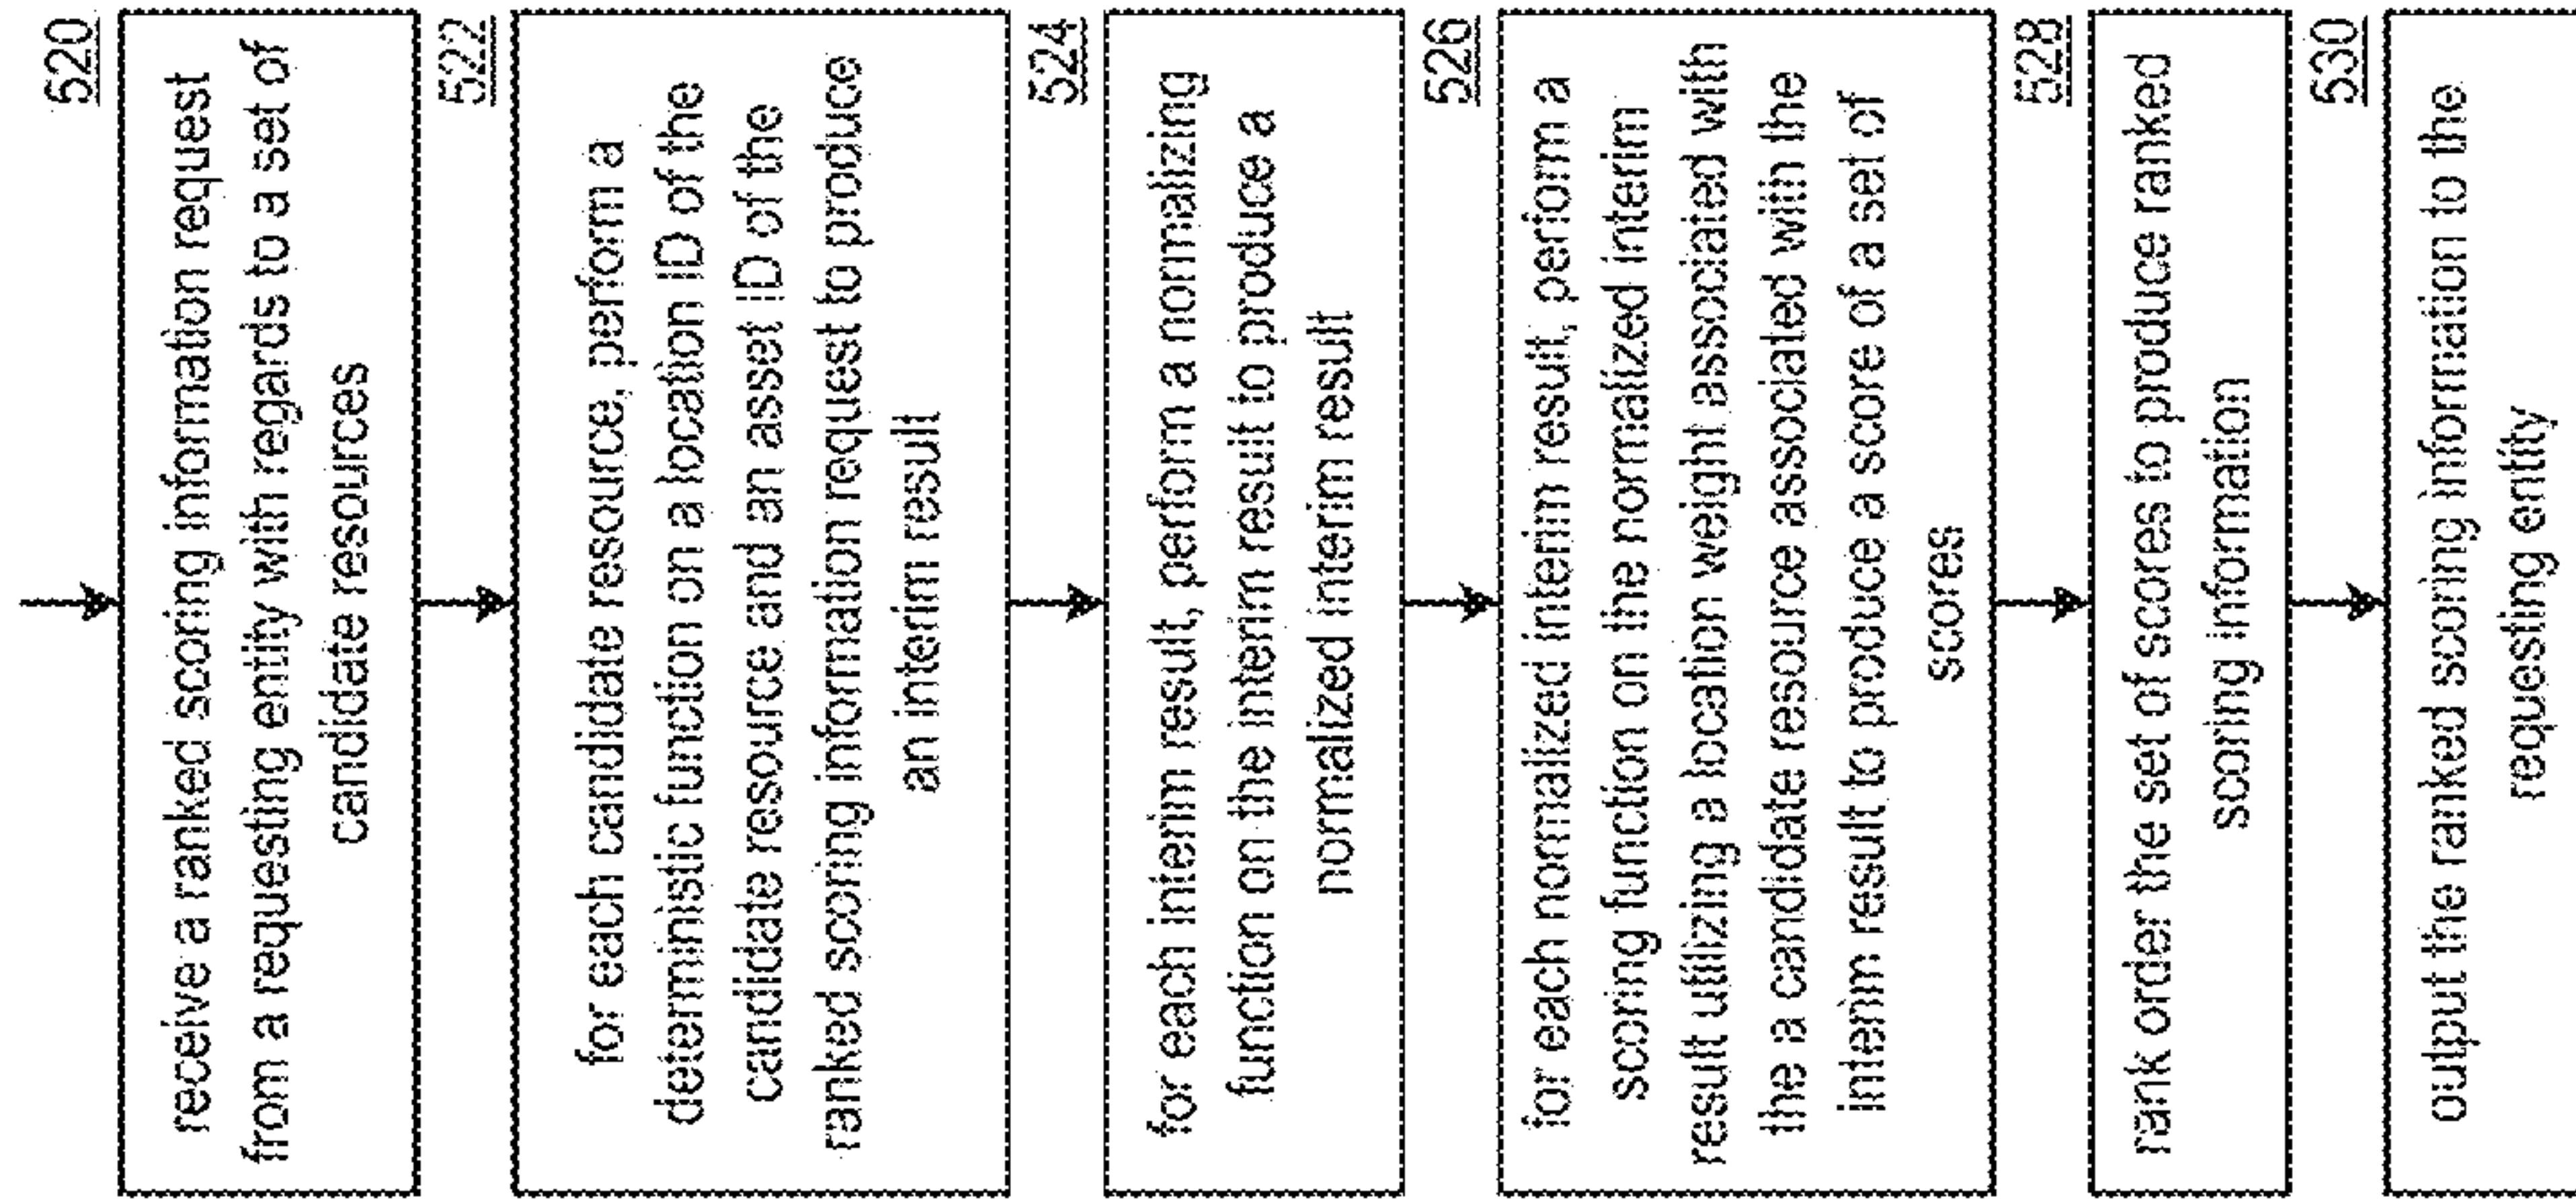 520
receive a ranked scoring information request
from a requesting entity with regards to a set of
candidate resources
522
for each candidate resource, perform a
deterministic function on a location ID of the
candidate resource and an asset ID of the
ranked scoring information request to produce
an interim result
524
for each interim result, perform a normalizing
function on the interim result to produce a
normalized interim result
526
for each normalized interim result, perform a
scoring function on the normalized interim
result utilizing a location weight associated with
the a candidate resource associated with the
interim result to produce a score of a set of
scores
528
rank order the set of scores to produce ranked
scoring information
530
output the ranked scoring information to the
requesting entity